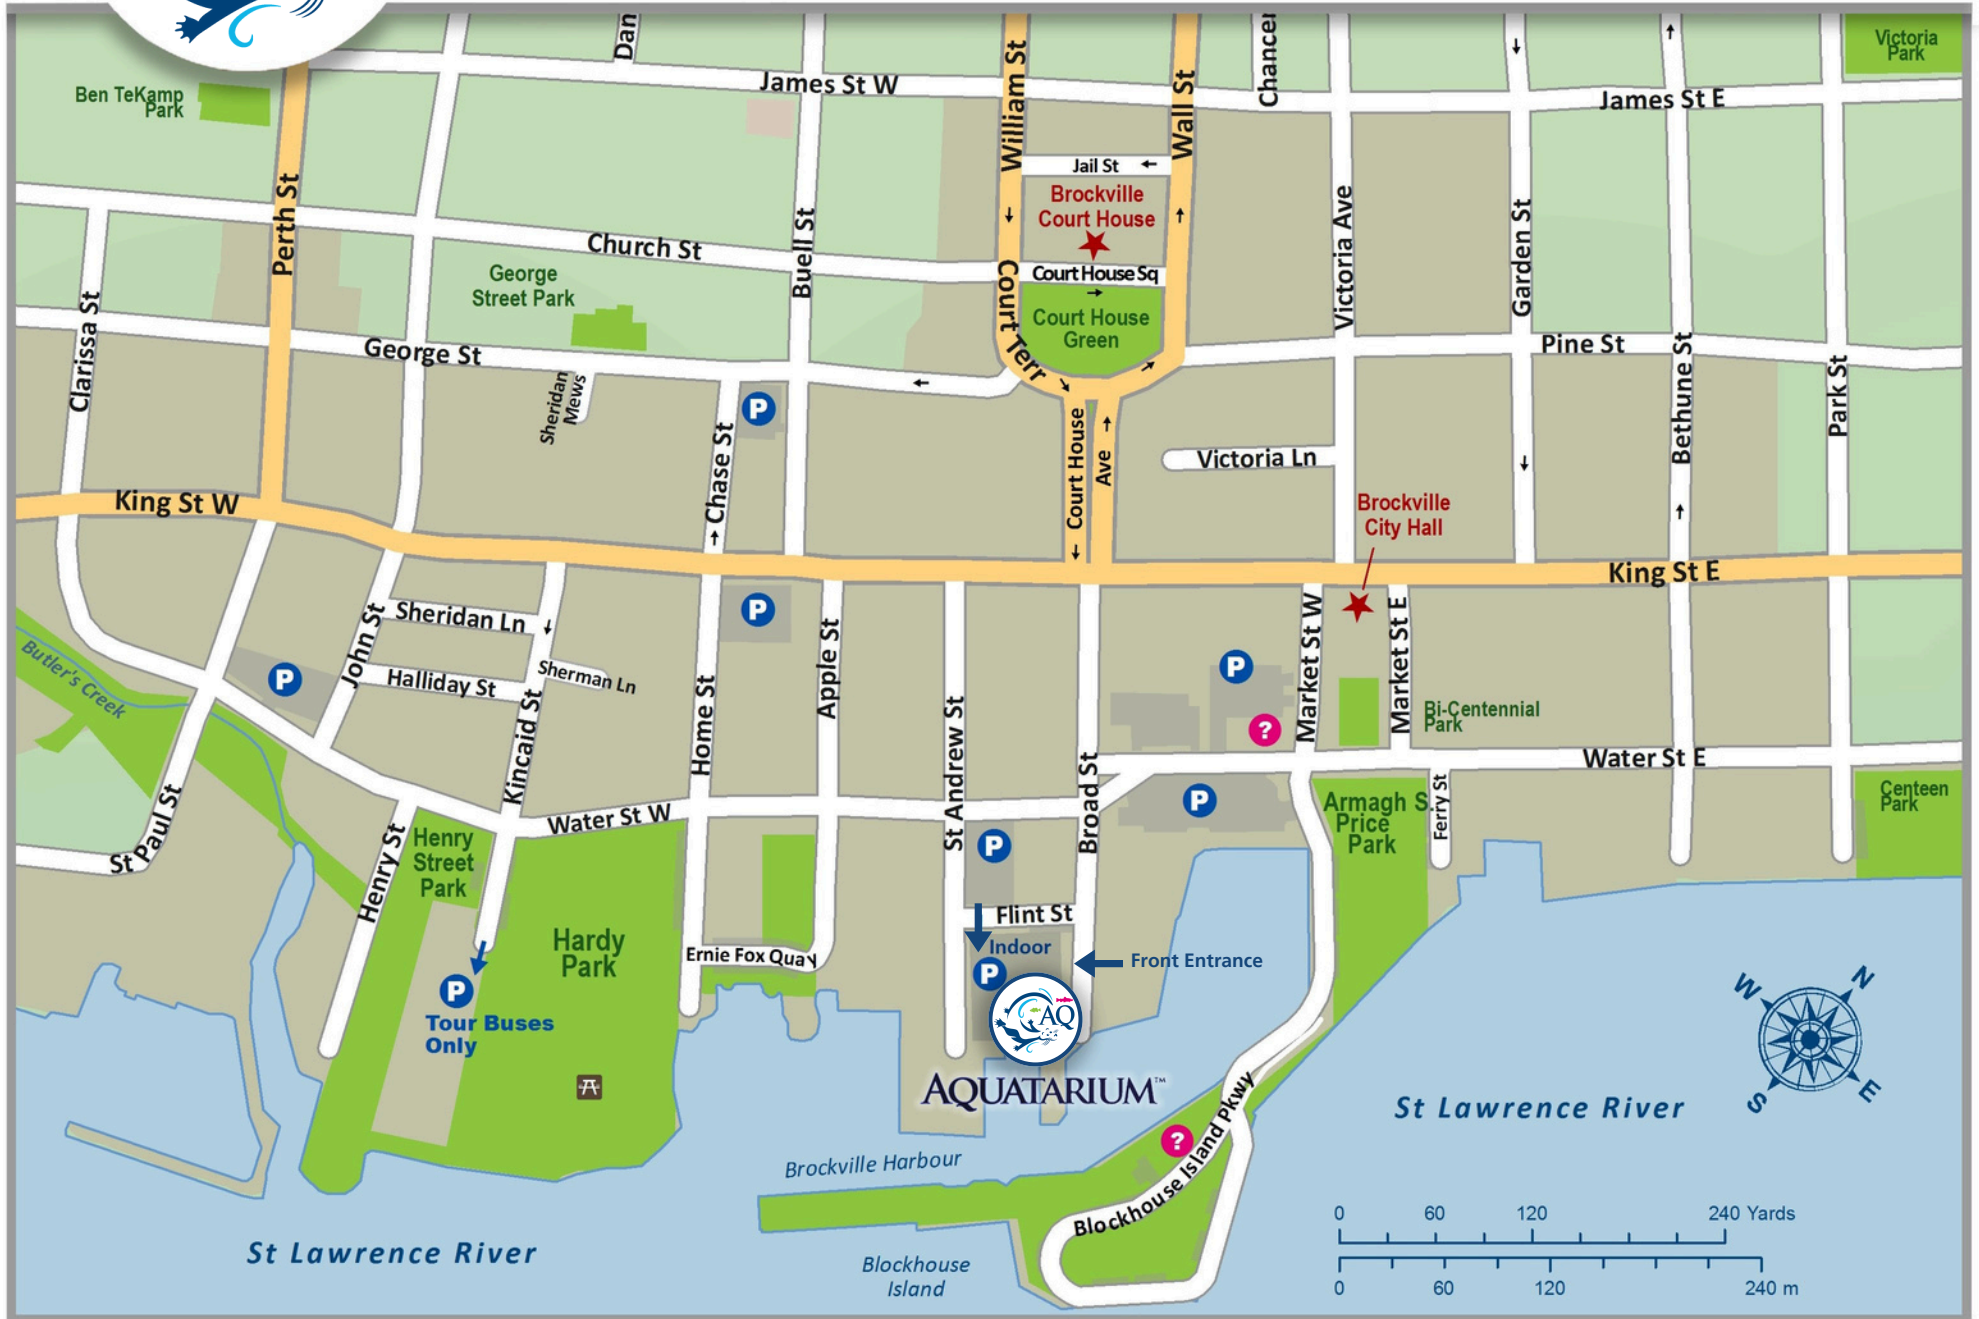 Dan
Chancel
Victoria
Park
Ben TeKamp
Park
James St W
William St
Wall St
James St E
Jail St
Brockville
Court House
Perth St
Church St
Buell St
Court House Sq
Victoria Ave
Garden St
George
Street Park
Clarissa St
Court Terr
Court House
Green
George St
Pine St
Bethune St
Park St
Sheridan
Mews
P
Chase St
Court House
Ave
Victoria Ln
King St W
Brockville
City Hall
King St E
Sheridan Ln
P
John St
Apple St
Market St W
Market St E
Butler's Creek
P
Halliday St
Sherman Ln
Kincaid St
Home St
St Andrew St
P
?
Bi-Centennial
Park
Broad St
Water St E
St Paul St
Henry St
Henry
Street
Park
Water St W
P
P
Armagh S.
Price
Park
Ferry St
Centeen
Park
Flint St
Hardy
Park
Ernie Fox Quay
Indoor
P
Front Entrance
P
Tour Buses
Only
AQ
AQUATARIUM™
W
N
S
E
St Lawrence River
Brockville Harbour
?
Blockhouse Island Pkwy
St Lawrence River
Blockhouse
Island
0 60 120 240 Yards
0 60 120 240 m